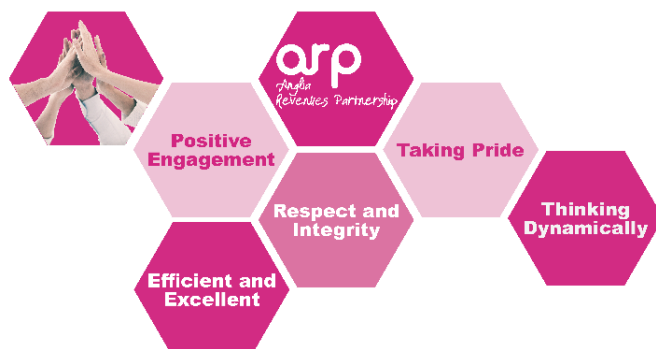 arp
Anglia
Revenues Partnership
Positive
Engagement
Taking Pride
Respect and
Integrity
Thinking
Dynamically
Efficient and
Excellent